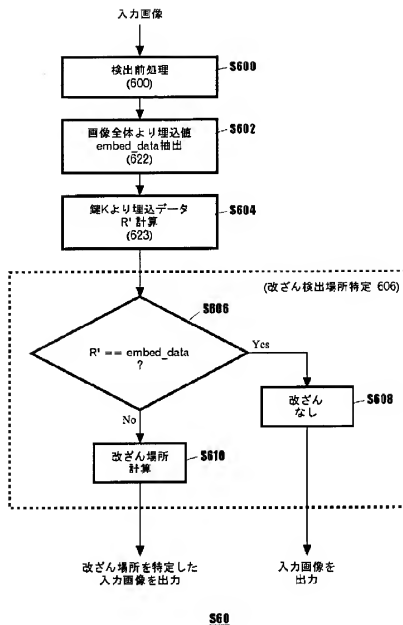 入力画像
S600
検出前処理
(600)
S602
画像全体より埋込値
embed_data抽出
(622)
S604
鍵Kより埋込データ
R' 計算
(623)
(改ざん検出場所特定 606)
S606
R' == embed_data
?
Yes
No
改ざん
なし
S608
改ざん場所
計算
S610
改ざん場所を特定した
入力画像を出力
入力画像を
出力
S60